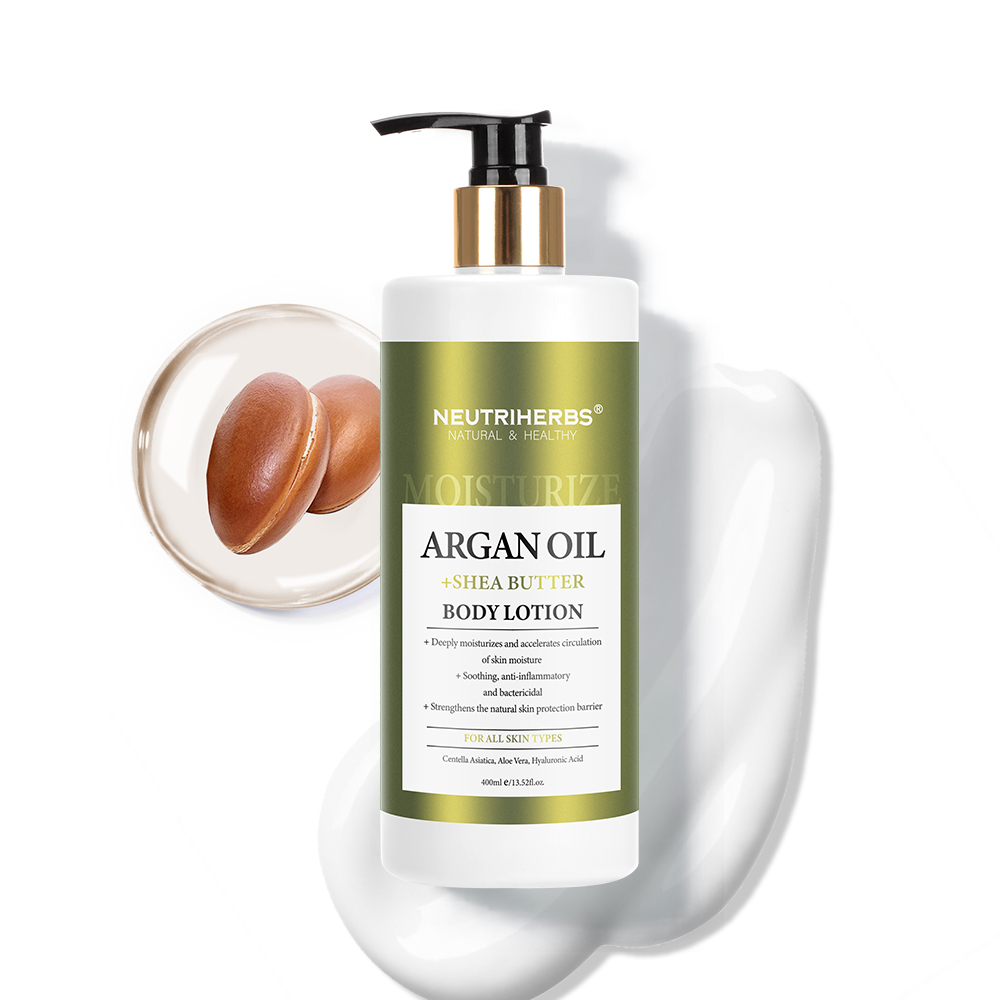 NEUTRIHERBS®
NATURAL & HEALTHY
MOISTURIZE
ARGAN OIL
+SHEA BUTTER
BODY LOTION
+ Deeply moisturizes and accelerates circulation
of skin moisture
+ Soothing, anti-inflammatory
and bactericidal
+ Strengthens the natural skin protection barrier
FOR ALL SKIN TYPES
Centella Asiatica, Aloe Vera, Hyaluronic Acid
400ml e/13.52fl.oz.